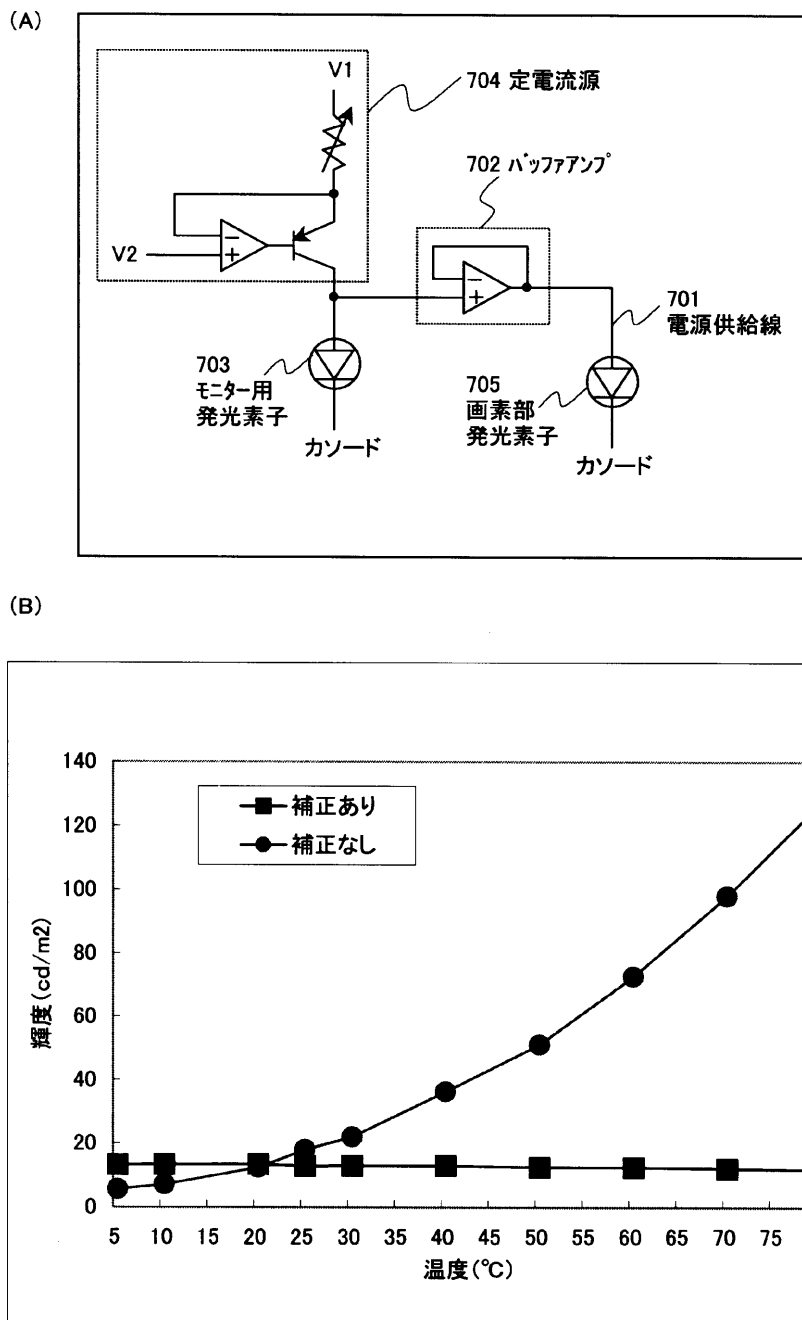 (A)
V1
704 定電流源
702 バッファアンプ
V2
−
+
−
+
701
電源供給線
703
モニター用
発光素子
705
画素部
発光素子
カソード
カソード
(B)
140
120
100
80
60
40
20
0
補正あり
補正なし
輝度(cd/m2)
5 10 15 20 25 30 35 40 45 50 55 60 65 70 75
温度(℃)